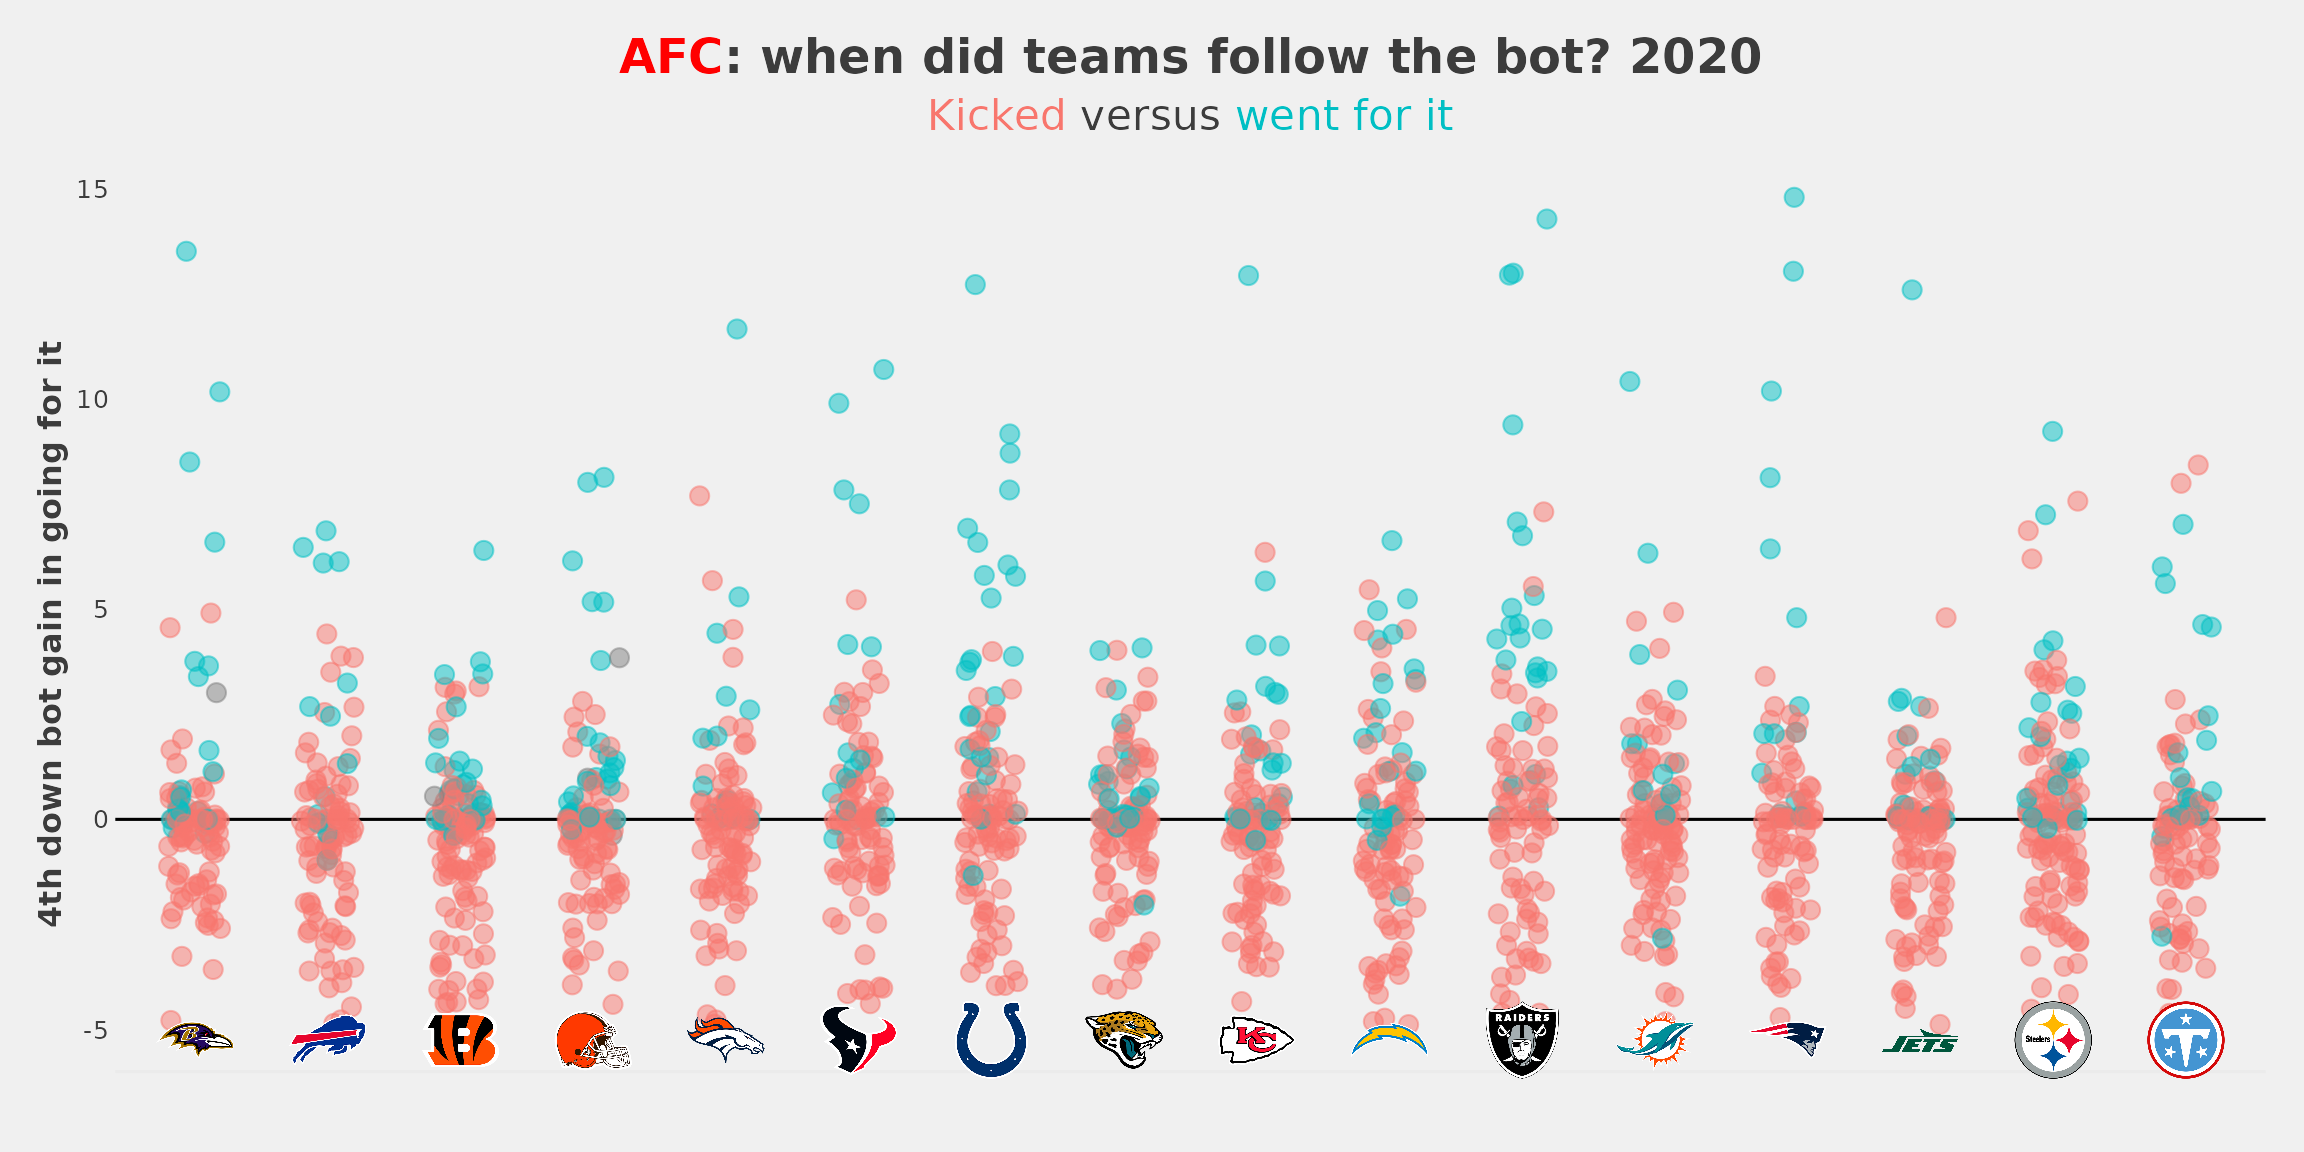 AFC: when did teams follow the bot? 2020
Kicked versus went for it
4th down bot gain in going for it
15
10
5
0
-5
B
KC
RAIDERS
JETS
Steelers
T